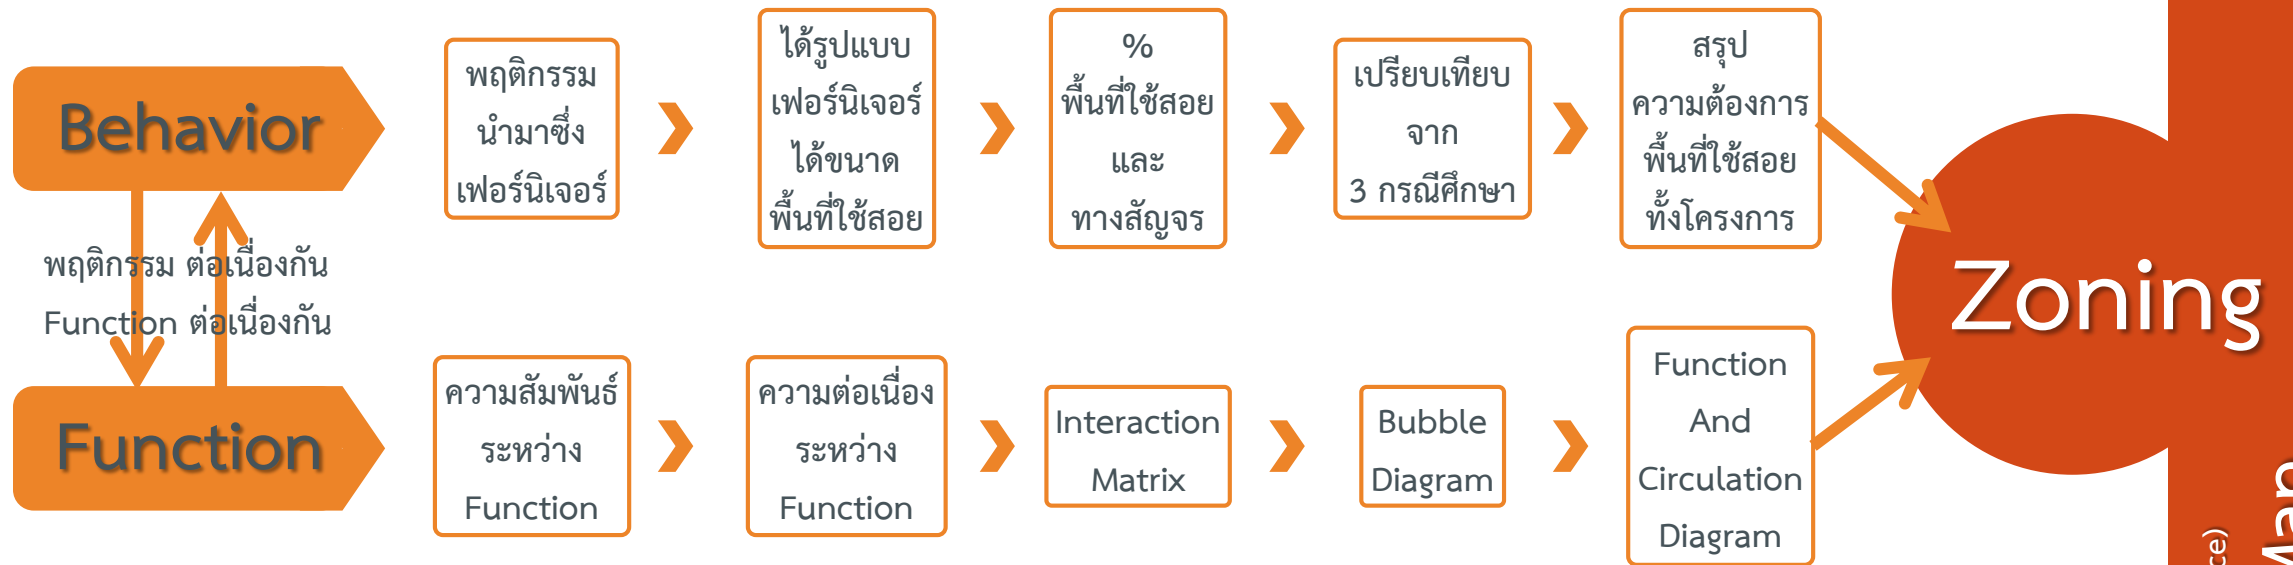 Behavior
พฤติกรรม
นำมาซึ่ง
เฟอร์นิเจอร์
ได้รูปแบบ
เฟอร์นิเจอร์
ได้ขนาด
พื้นที่ใช้สอย
%
พื้นที่ใช้สอย
และ
ทางสัญจร
เปรียบเทียบ
จาก
3 กรณีศึกษา
สรุป
ความต้องการ
พื้นที่ใช้สอย
ทั้งโครงการ
พฤติกรรม ต่อเนื่องกัน
Function ต่อเนื่องกัน
Zoning
Function
ความสัมพันธ์
ระหว่าง
Function
ความต่อเนื่อง
ระหว่าง
Function
Interaction
Matrix
Bubble
Diagram
Function
And
Circulation
Diagram